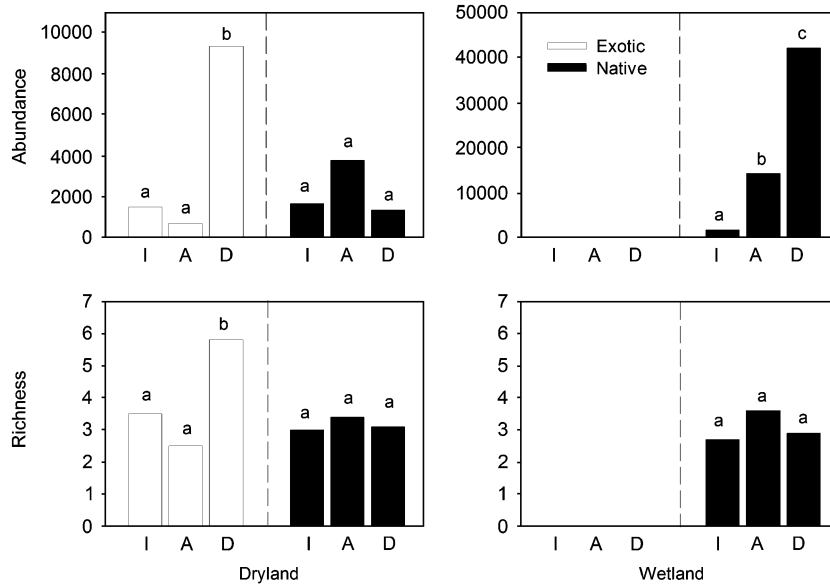 Abundance
10000
8000
6000
4000
2000
0
a
a
b
a
a
a
I A D I A D
50000
40000
30000
20000
10000
0
Exotic
Native
a
b
c
I A D I A D
Richness
7
6
5
4
3
2
1
0
a
a
b
a
a
a
I A D I A D
Dryland
7
6
5
4
3
2
1
0
a
a
a
I A D I A D
Wetland